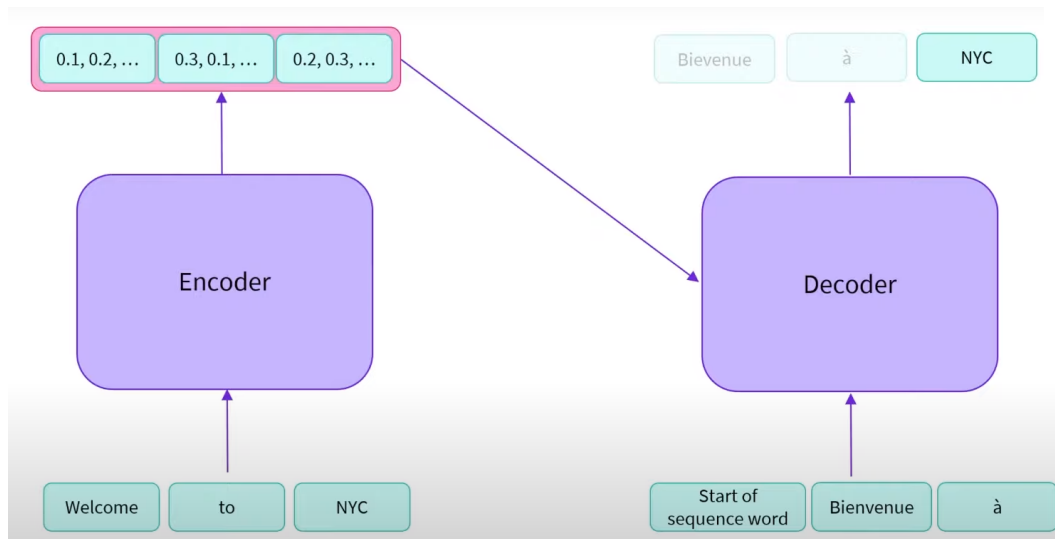 0.1, 0.2, …
0.3, 0.1, …
0.2, 0.3, …
Bievenue
à
NYC
Encoder
Decoder
Welcome
to
NYC
Start of
sequence word
Bienvenue
à